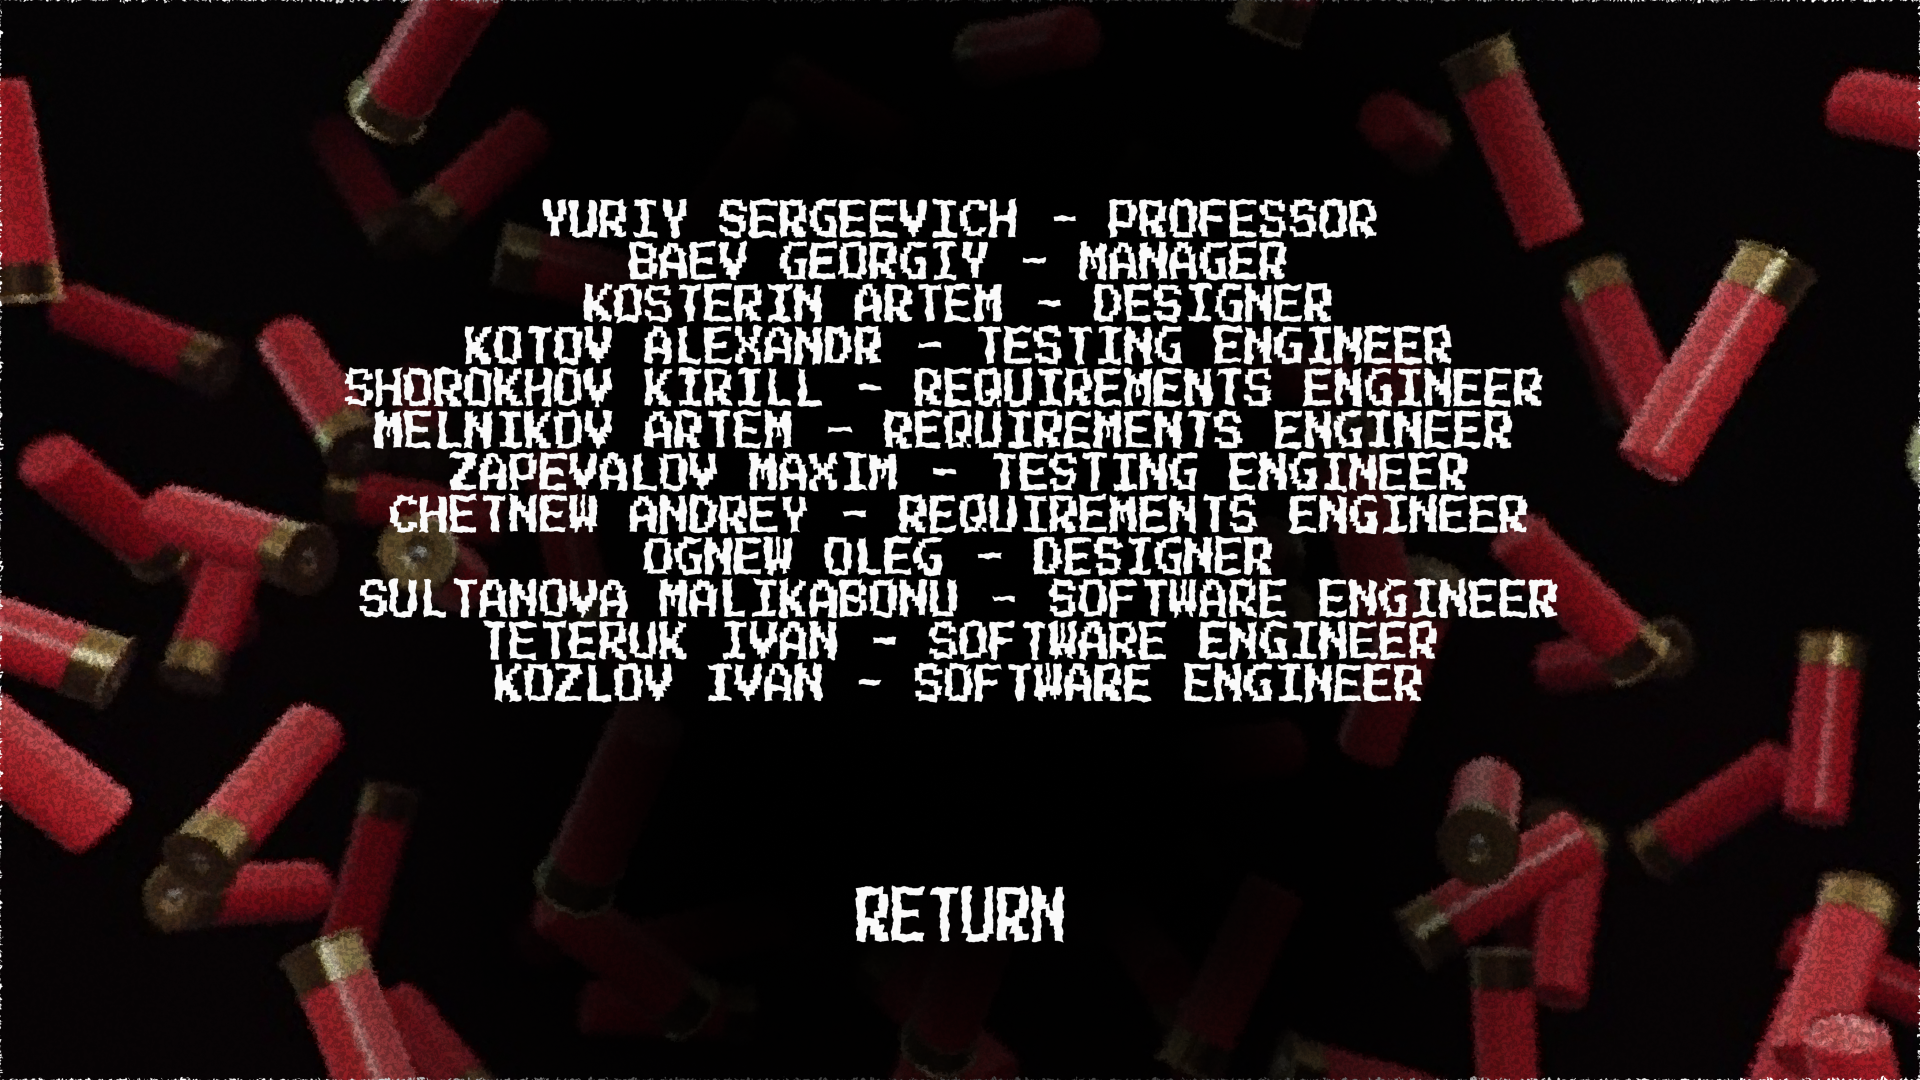 YURIY SERGEEVICH - PROFESSOR
BAEV GEORGIY - MANAGER
KOSTERIN ARTEM - DESIGNER
KOTOV ALEXANDR - TESTING ENGINEER
SHOROKHOV KIRILL - REQUIREMENTS ENGINEER
MELNIKOV ARTEM - REQUIREMENTS ENGINEER
ZAPEVALOV MAXIM - TESTING ENGINEER
CHETNEW ANDREY - REQUIREMENTS ENGINEER
OGNEW OLEG - DESIGNER
SULTANOVA MALIKABONU - SOFTWARE ENGINEER
TETERUK IVAN - SOFTWARE ENGINEER
KOZLOV IVAN - SOFTWARE ENGINEER
RETURN